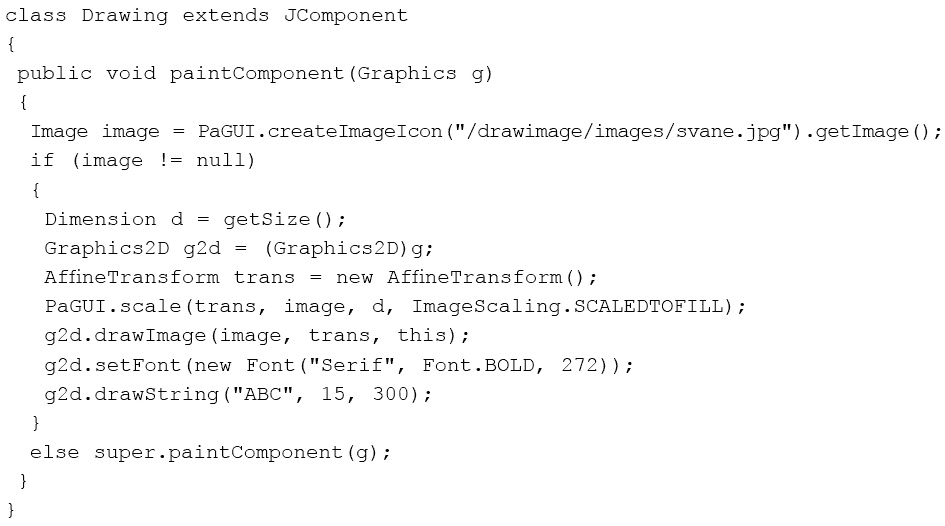 class Drawing extends JComponent
{
public void paintComponent(Graphics g)
{
Image image = PaGUI.createImageIcon("/drawimage/images/svane.jpg").getImage();
if (image != null)
{
Dimension d = getSize();
Graphics2D g2d = (Graphics2D)g;
AffineTransform trans = new AffineTransform();
PaGUI.scale(trans, image, d, ImageScaling.SCALEDTOFILL);
g2d.drawImage(image, trans, this);
g2d.setFont(new Font("Serif", Font.BOLD, 272));
g2d.drawString("ABC", 15, 300);
}
else super.paintComponent(g);
}
}